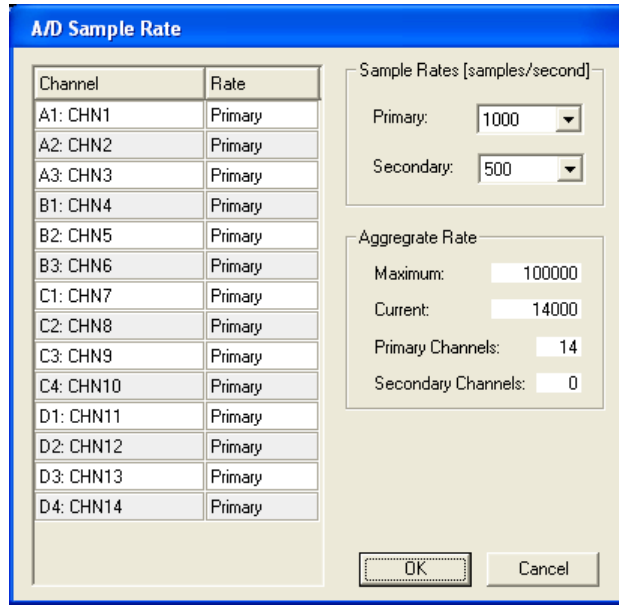 A/D Sample Rate
Channel Rate
A1: CHN1 Primary
A2: CHN2 Primary
A3: CHN3 Primary
B1: CHN4 Primary
B2: CHN5 Primary
B3: CHN6 Primary
C1: CHN7 Primary
C2: CHN8 Primary
C3: CHN9 Primary
C4: CHN10 Primary
D1: CHN11 Primary
D2: CHN12 Primary
D3: CHN13 Primary
D4: CHN14 Primary
Sample Rates [samples/second]
Primary: 1000
Secondary: 500
Aggregrate Rate
Maximum: 100000
Current: 14000
Primary Channels: 14
Secondary Channels: 0
OK Cancel